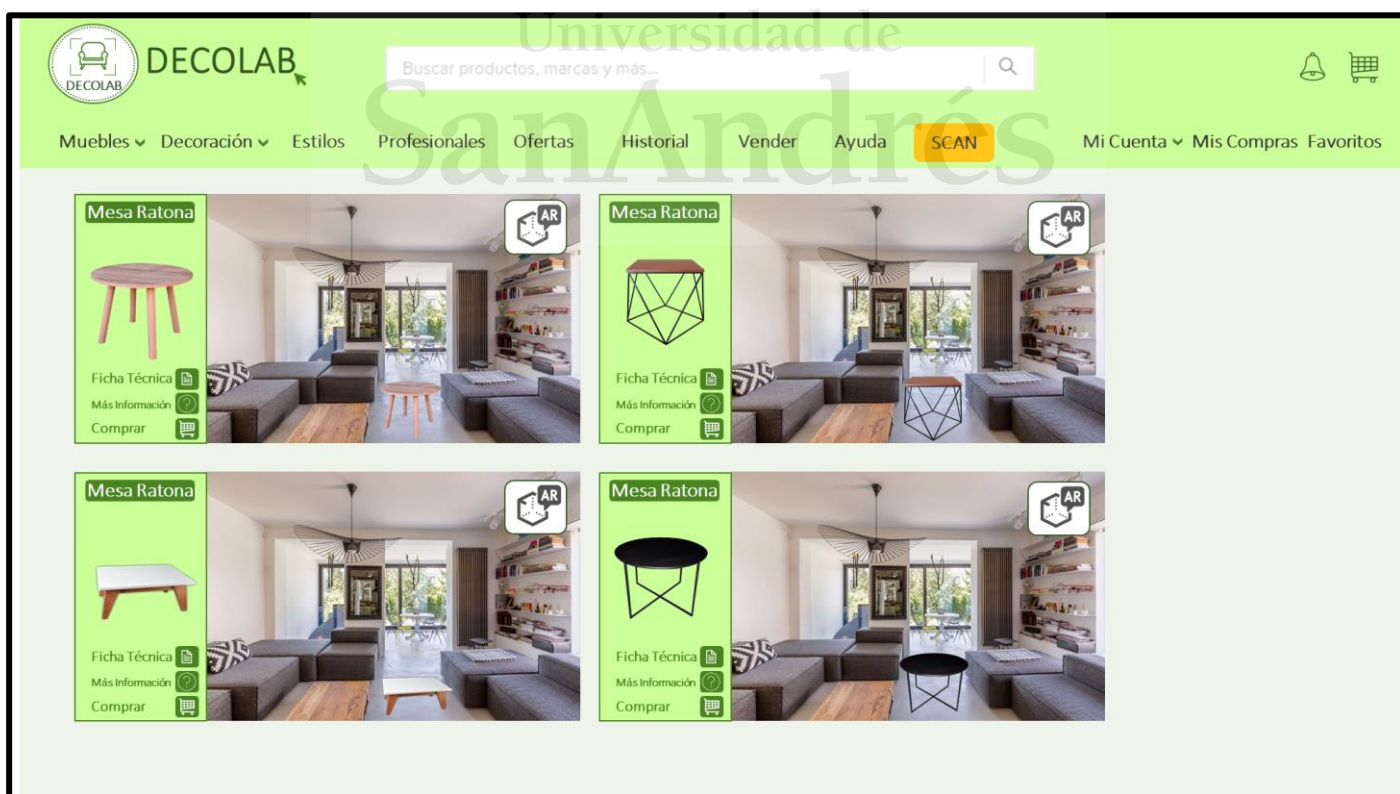 Universidad de
SanAndrés
DECOLAB
DECOLAB
Buscar productos, marcas y más...
Muebles Decoración Estilos Profesionales Ofertas Historial Vender Ayuda SCAN Mi Cuenta Mis Compras Favoritos
Mesa Ratona
AR
Ficha Técnica
Más Información
Comprar
Mesa Ratona
AR
Ficha Técnica
Más Información
Comprar
Mesa Ratona
AR
Ficha Técnica
Más Información
Comprar
Mesa Ratona
AR
Ficha Técnica
Más Información
Comprar